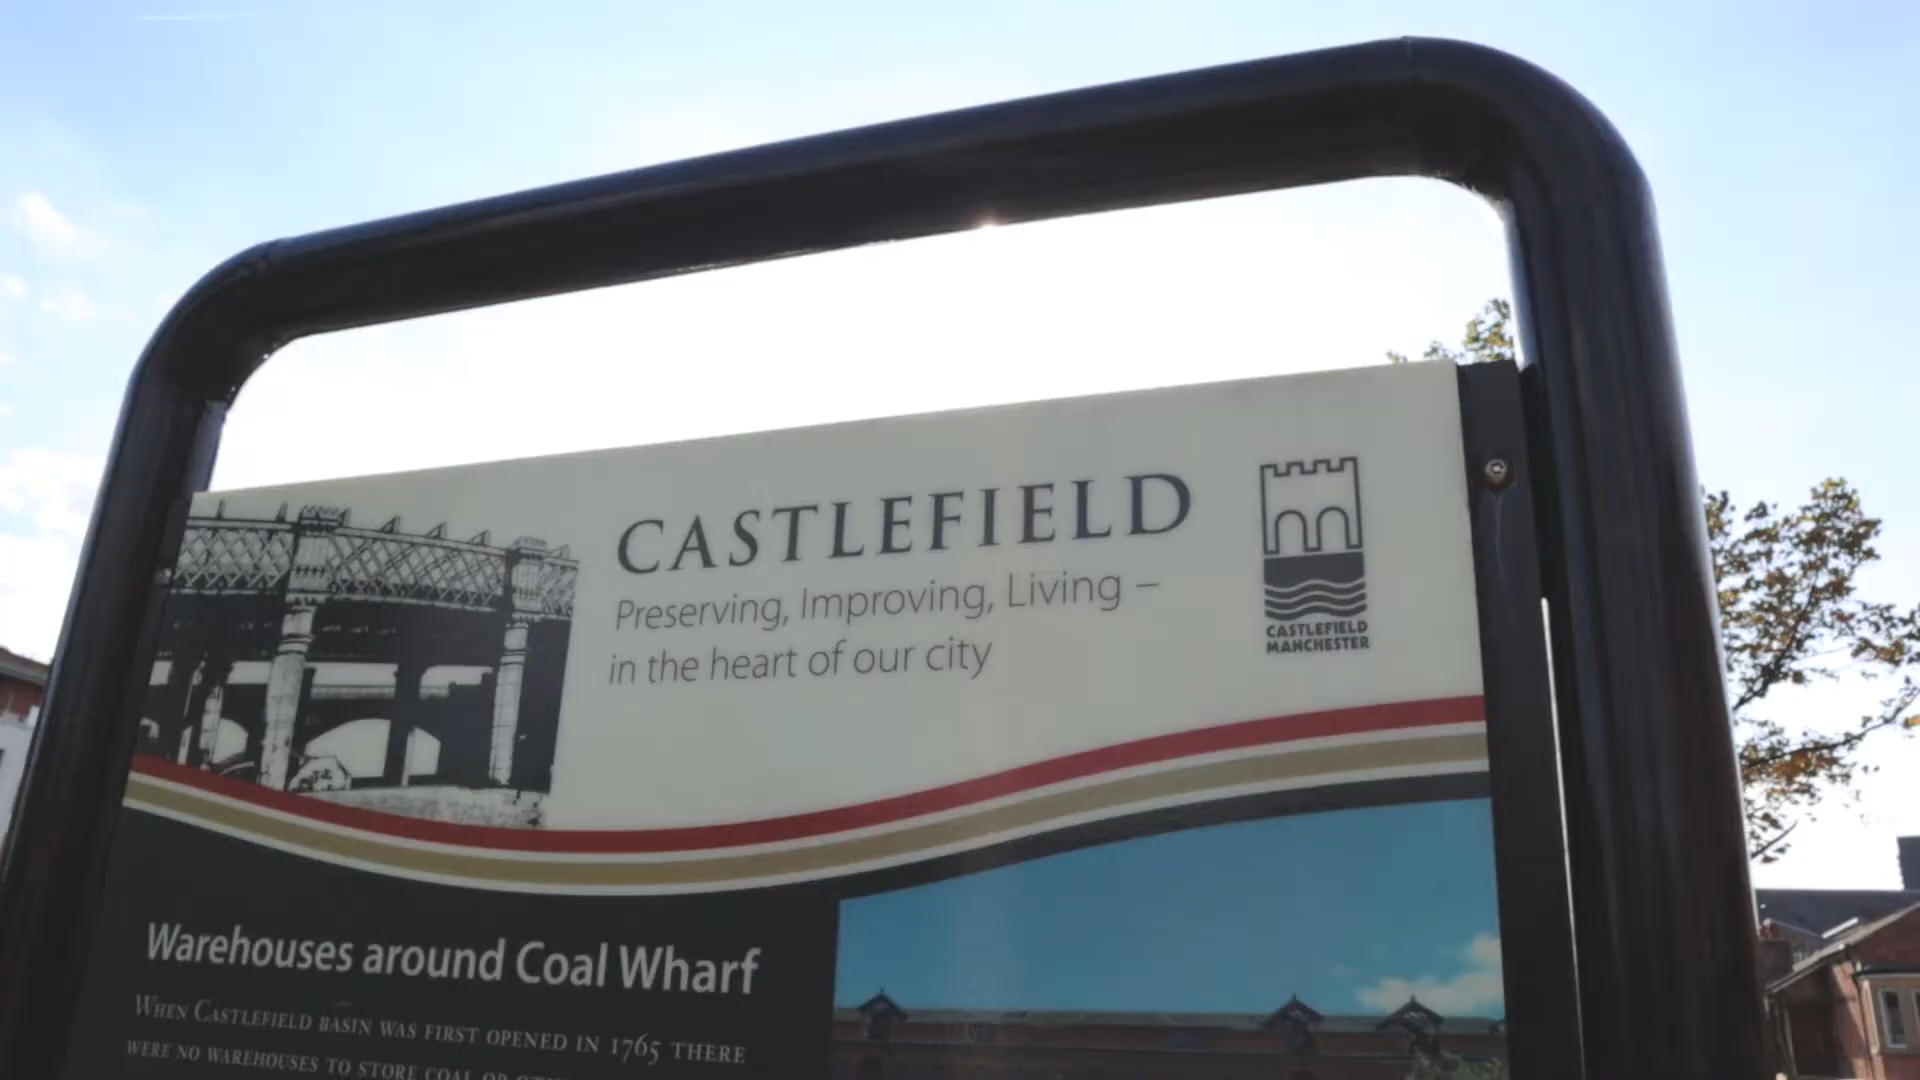 CASTLEFIELD
Preserving, Improving, Living –
in the heart of our city
CASTLEFIELD
MANCHESTER
Warehouses around Coal Wharf
WHEN CASTLEFIELD BASIN WAS FIRST OPENED IN 1765 THERE
WERE NO WAREHOUSES TO STORE COAL OR